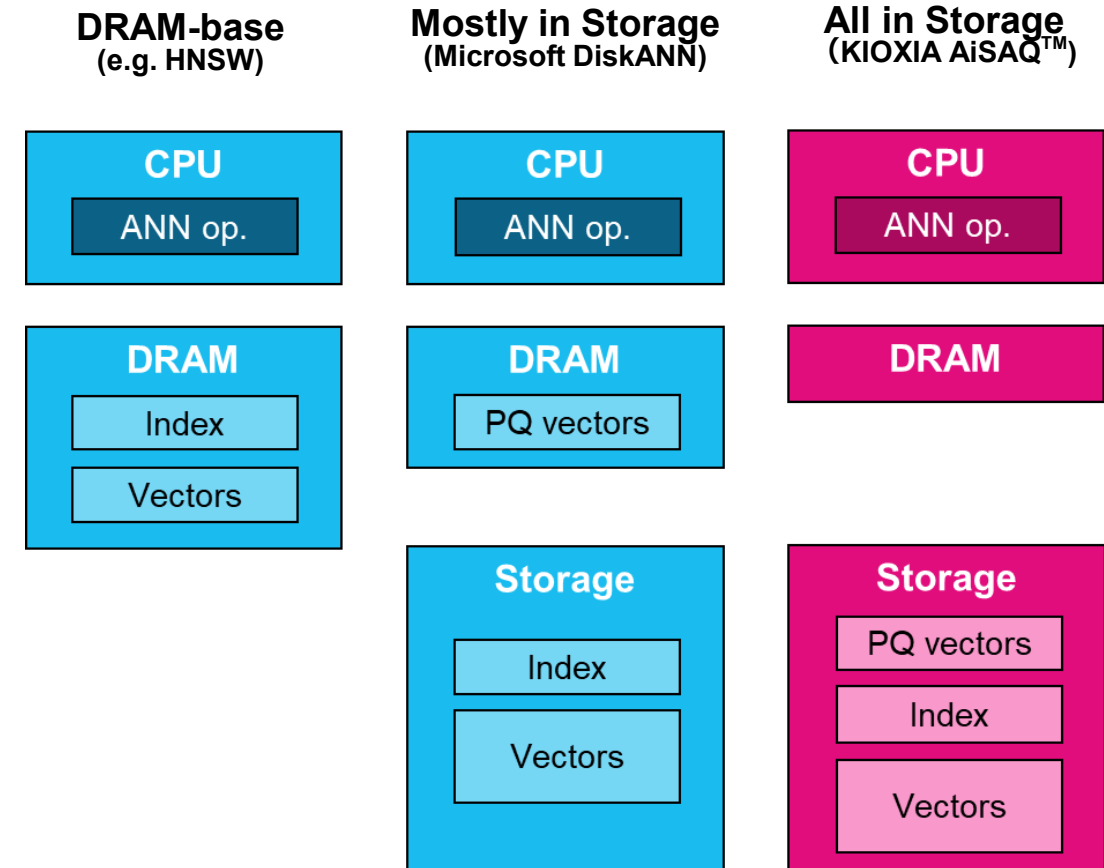 DRAM-base
(e.g. HNSW)
CPU
ANN op.
DRAM
Index
Vectors
Mostly in Storage
(Microsoft DiskANN)
CPU
ANN op.
DRAM
PQ vectors
Storage
Index
Vectors
All in Storage
(KIOXIA AiSAQ™)
CPU
ANN op.
DRAM
Storage
PQ vectors
Index
Vectors